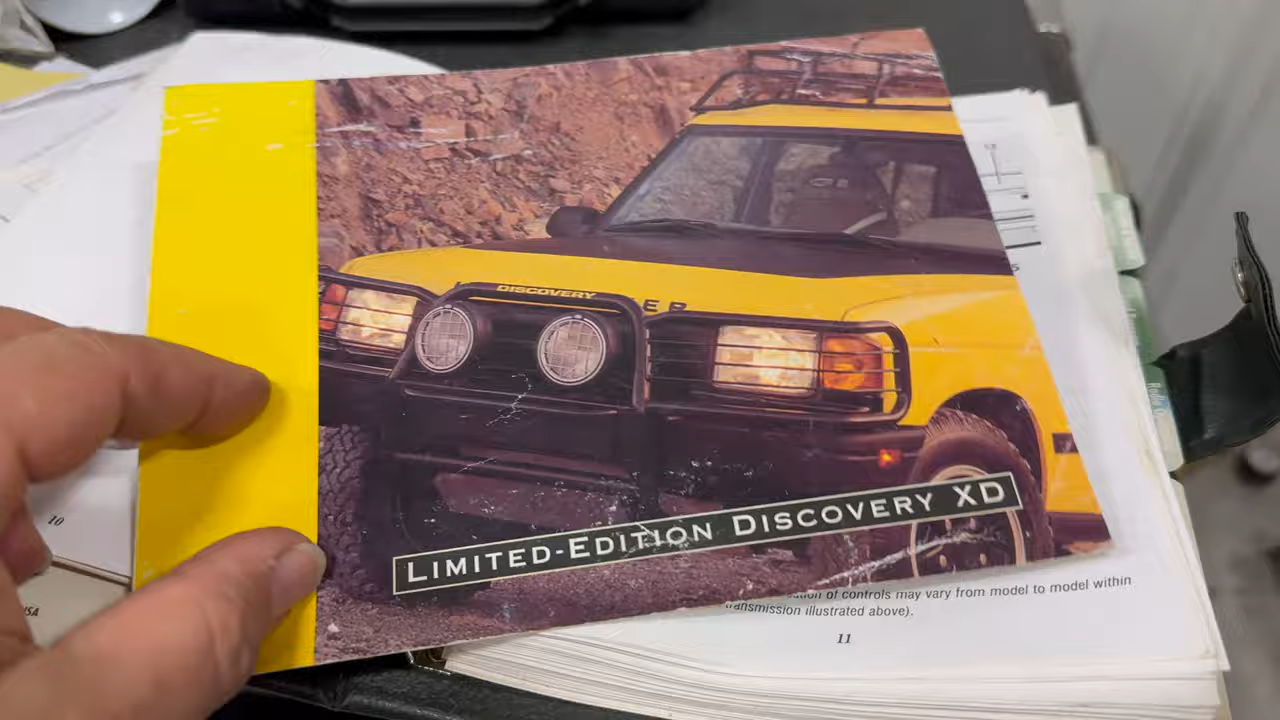 DISCOVERY
LIMITED-EDITION DISCOVERY XD
10
of controls may vary from model to model within
transmission illustrated above).
11